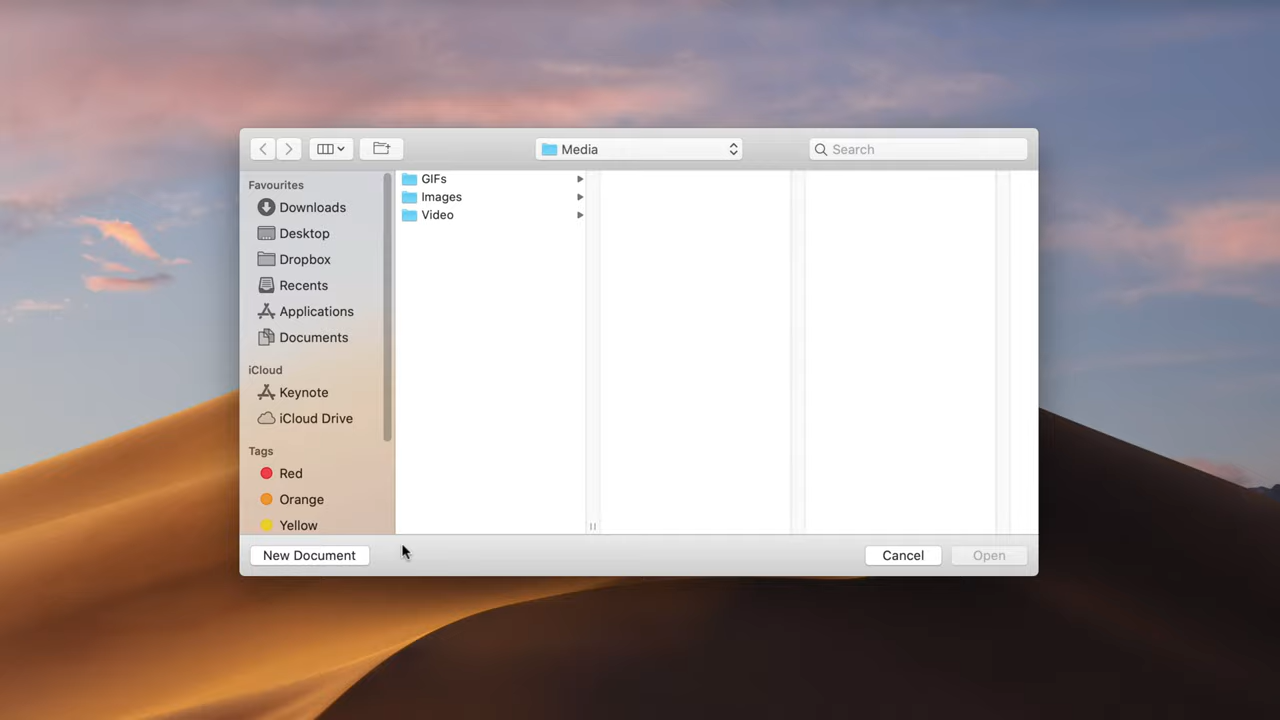 Media
Search
Favourites
Downloads
Desktop
Dropbox
Recents
Applications
Documents
iCloud
Keynote
iCloud Drive
Tags
Red
Orange
Yellow
GIFs
Images
Video
New Document
Cancel
Open